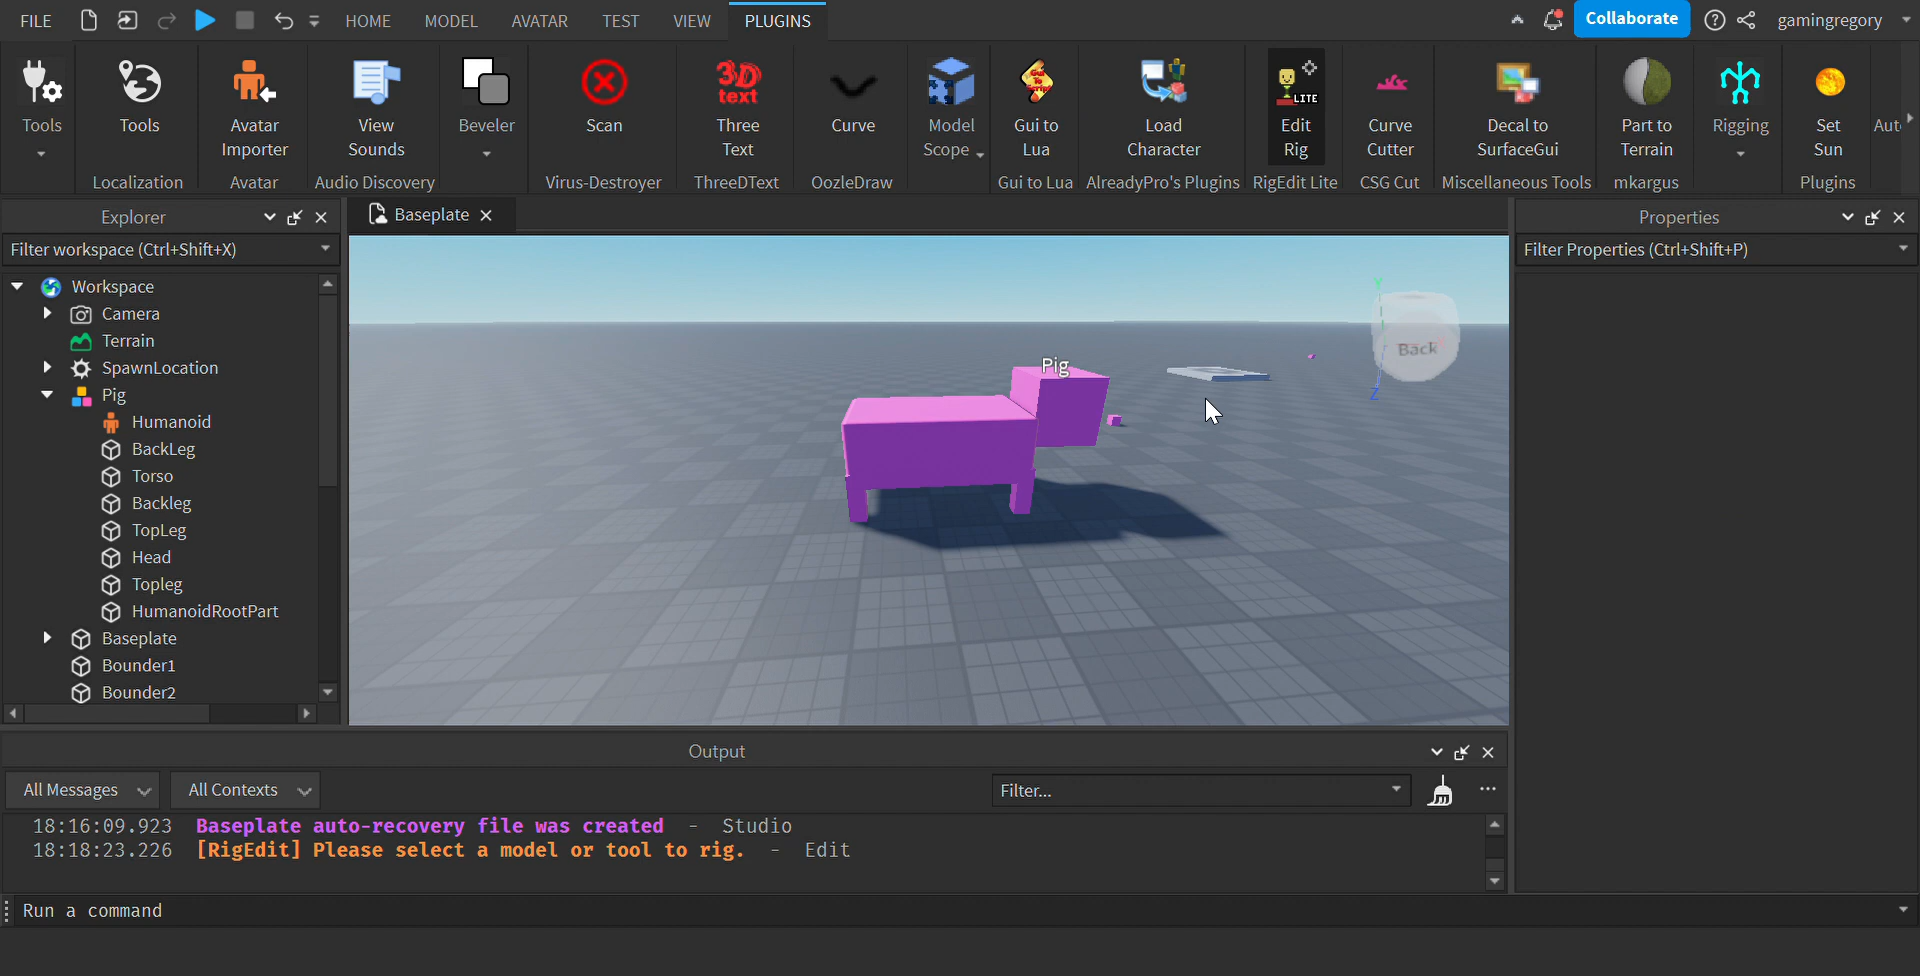 FILE HOME MODEL AVATAR TEST VIEW PLUGINS Collaborate gamingregory
Tools Tools Avatar Importer View Sounds Beveler Scan Three Text Curve Model Scope Gui to Lua Load Character Edit Rig Curve Cutter Decal to SurfaceGui Part to Terrain Rigging Set Sun Aut
3D text
Gui To Script
LITE
Localization Avatar Audio Discovery Virus-Destroyer ThreeDText OozleDraw Gui to Lua AlreadyPro's Plugins RigEdit Lite CSG Cut Miscellaneous Tools mkargus Plugins
Explorer
Filter workspace (Ctrl+Shift+X)
Workspace
Camera
Terrain
SpawnLocation
Pig
Humanoid
BackLeg
Torso
Backleg
TopLeg
Head
Topleg
HumanoidRootPart
Baseplate
Bounder1
Bounder2
Baseplate
Pig
Y
Back
Z
Properties
Filter Properties (Ctrl+Shift+P)
Output
All Messages All Contexts Filter...
18:16:09.923 Baseplate auto-recovery file was created - Studio
18:18:23.226 [RigEdit] Please select a model or tool to rig. - Edit
Run a command